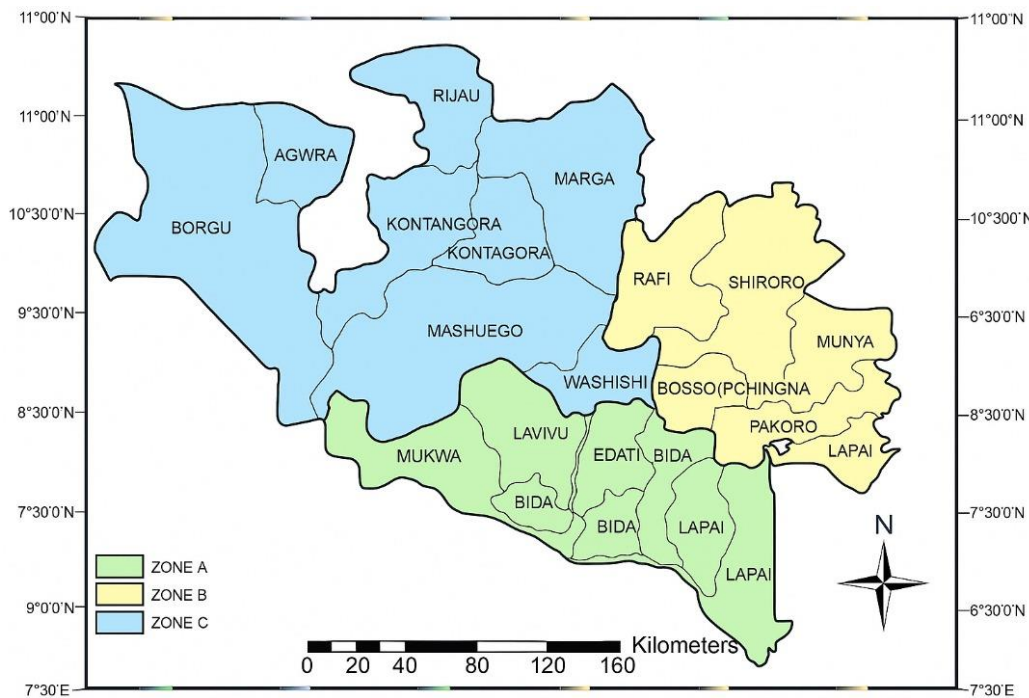 11°00'N
11°00'N
RIJAU
11°00'N
11°00'N
AGWRA
MARGA
10°30'0'N
10°3'30'N
BORGU
KONTANGORA
KONTAGORA
RAFI
SHIRORO
9°30'0'N
6°30'0'N
MASHUEGO
MUNYA
WASHISHI
BOSSO(PCHINGNA
8°30'0'N
8°30'0'N
PAKORO
LAVIVU
MUKWA
EDATI
BIDA
LAPAI
7°30'0'N
7°30'0'N
BIDA
BIDA
LAPAI
N
ZONE A
LAPAI
ZONE B
9°0'0'N
6°30'0'N
ZONE C
Kilometers
0 20 40 80 120 160
7°30'E
7°30'E